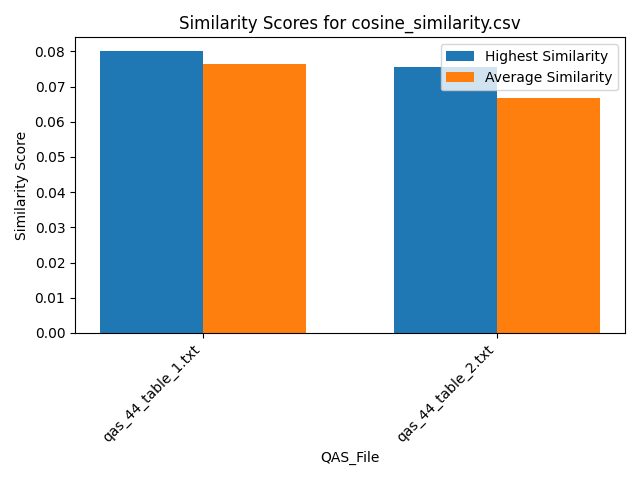 Similarity Scores for cosine_similarity.csv
Highest Similarity
Average Similarity
Similarity Score
0.08
0.07
0.06
0.05
0.04
0.03
0.02
0.01
0.00
qas_44_table_1.txt
qas_44_table_2.txt
QAS_File